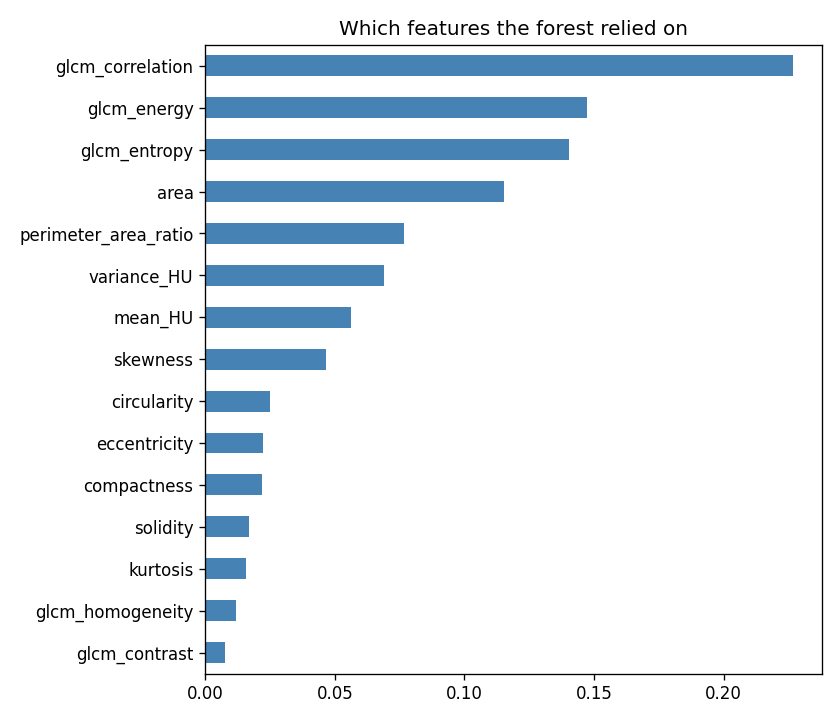 Which features the forest relied on
glcm_correlation
glcm_energy
glcm_entropy
area
perimeter_area_ratio
variance_HU
mean_HU
skewness
circularity
eccentricity
compactness
solidity
kurtosis
glcm_homogeneity
glcm_contrast
0.00 0.05 0.10 0.15 0.20